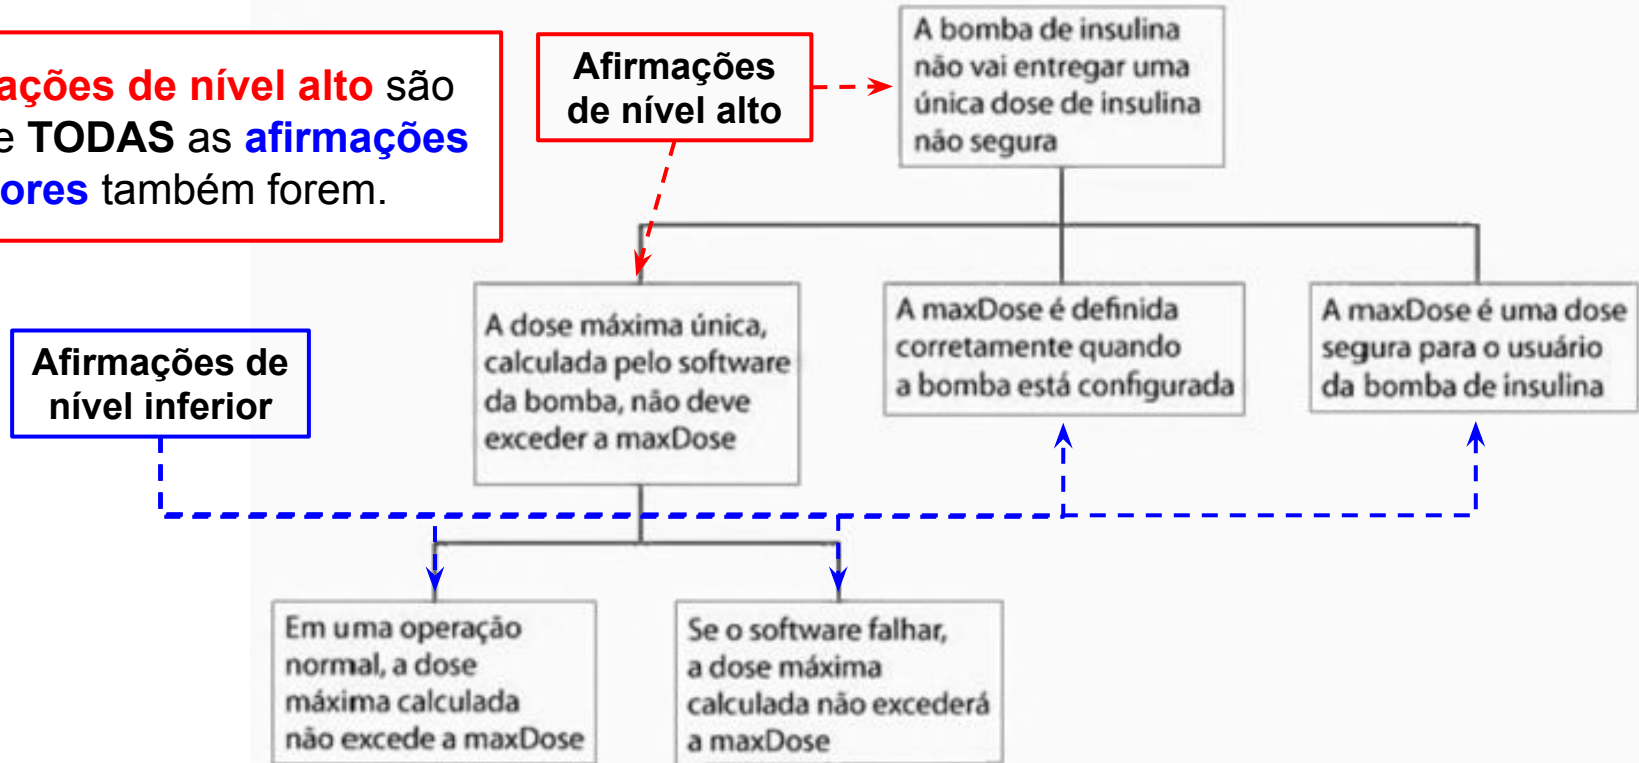 ações de nível alto são
e TODAS as afirmações
ores também forem.
Afirmações
de nível alto
A bomba de insulina
não vai entregar uma
única dose de insulina
não segura
A dose máxima única,
calculada pelo software
da bomba, não deve
exceder a maxDose
A maxDose é definida
corretamente quando
a bomba está configurada
A maxDose é uma dose
segura para o usuário
da bomba de insulina
Afirmações de
nível inferior
Em uma operação
normal, a dose
máxima calculada
não excede a maxDose
Se o software falhar,
a dose máxima
calculada não excederá
a maxDose